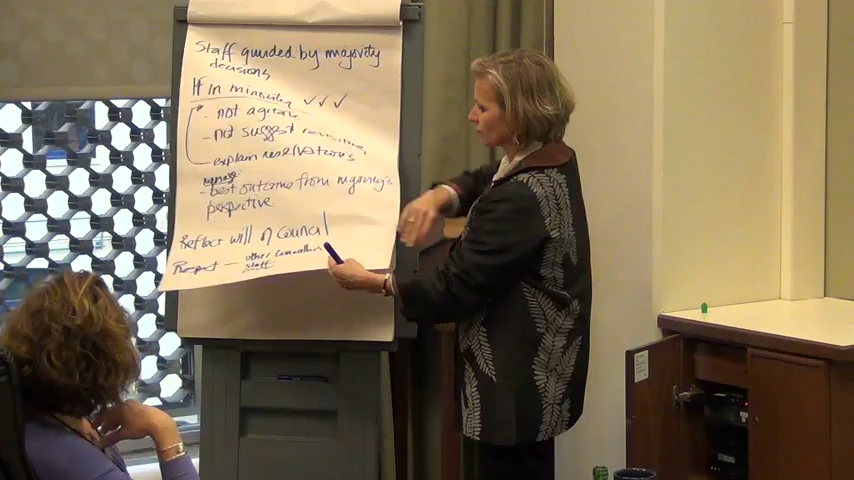 Staff guided by majority
decisions
If in minority ✓ ✓ ✓
- not agitate
- not suggest
- explain reservations
- best outcome from majority's
perspective
Reflect will of Council
Respect - other councillors
staff